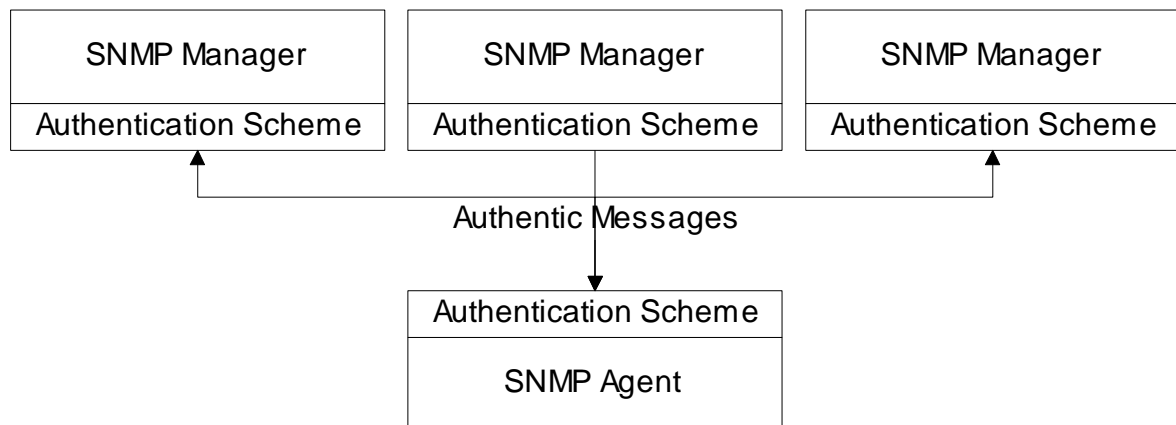 SNMP Manager
SNMP Manager
SNMP Manager
Authentication Scheme
Authentication Scheme
Authentication Scheme
Authentic Messages
Authentication Scheme
SNMP Agent